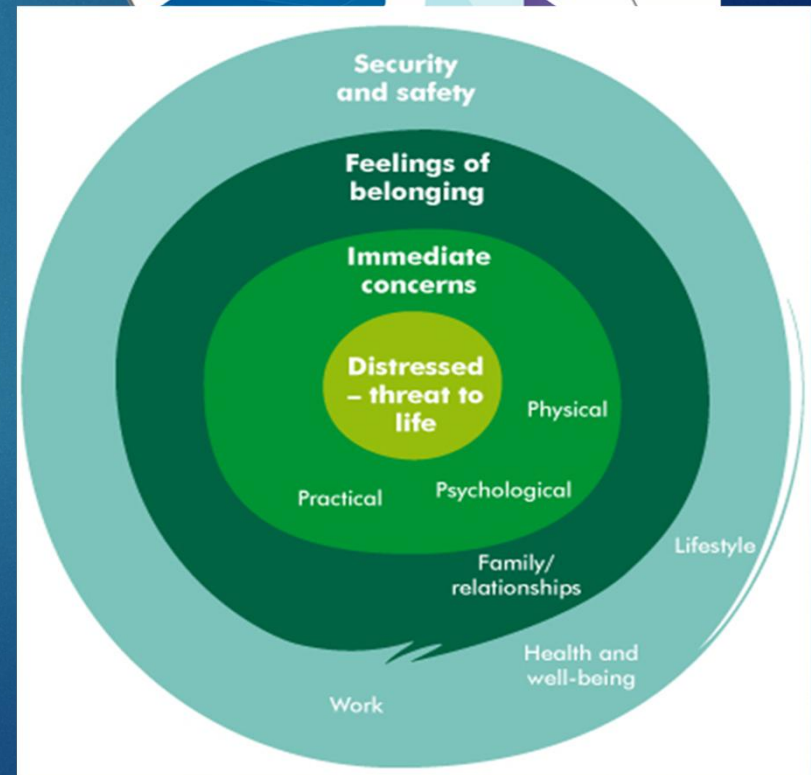 Security
and safety
Feelings of
belonging
Immediate
concerns
Distressed
– threat to
life
Physical
Psychological
Practical
Family/
relationships
Lifestyle
Health and
well-being
Work